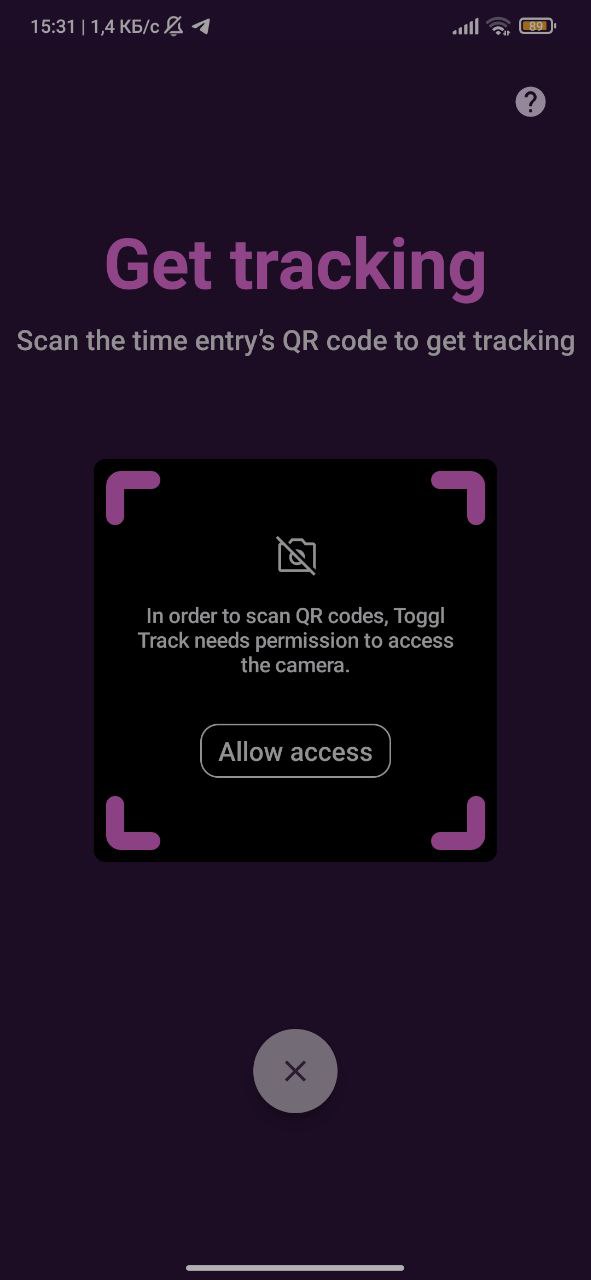 15:31 | 1,4 КБ/с
89
Get tracking
Scan the time entry’s QR code to get tracking
In order to scan QR codes, Toggl
Track needs permission to access
the camera.
Allow access